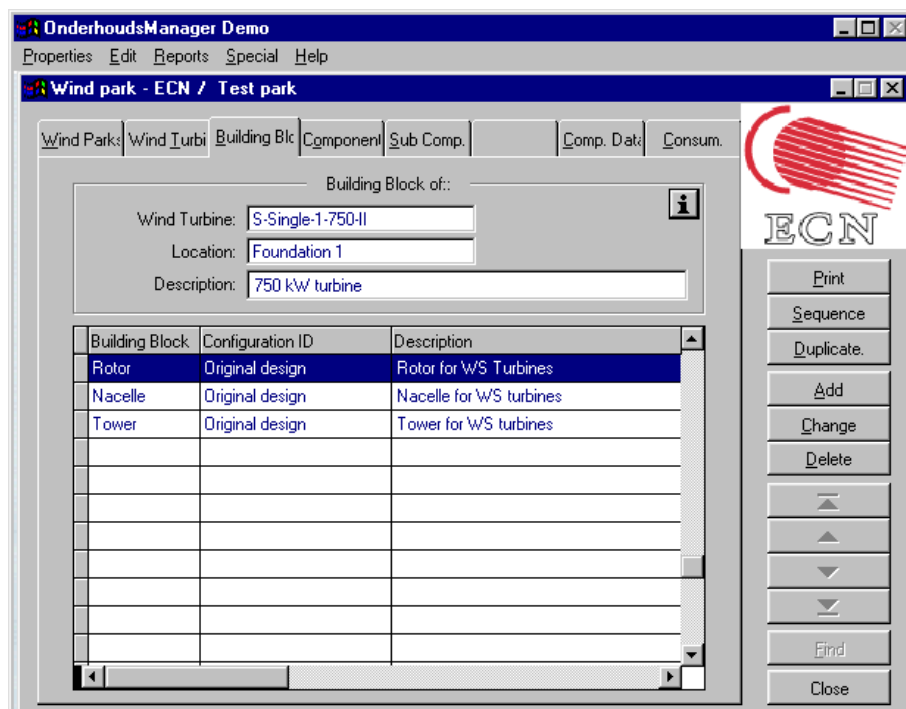 OnderhoudsManager Demo
Properties Edit Reports Special Help
Wind park - ECN / Test park
Wind Parks Wind Turbi Building Blc Component Sub Comp. Comp. Data Consum.
Building Block of::
Wind Turbine: S-Single-1-750-II
Location: Foundation 1
Description: 750 kW turbine
i
ECN
Building Block Configuration ID Description
Rotor Original design Rotor for WS Turbines
Nacelle Original design Nacelle for WS turbines
Tower Original design Tower for WS turbines
Print
Sequence
Duplicate.
Add
Change
Delete
Find
Close